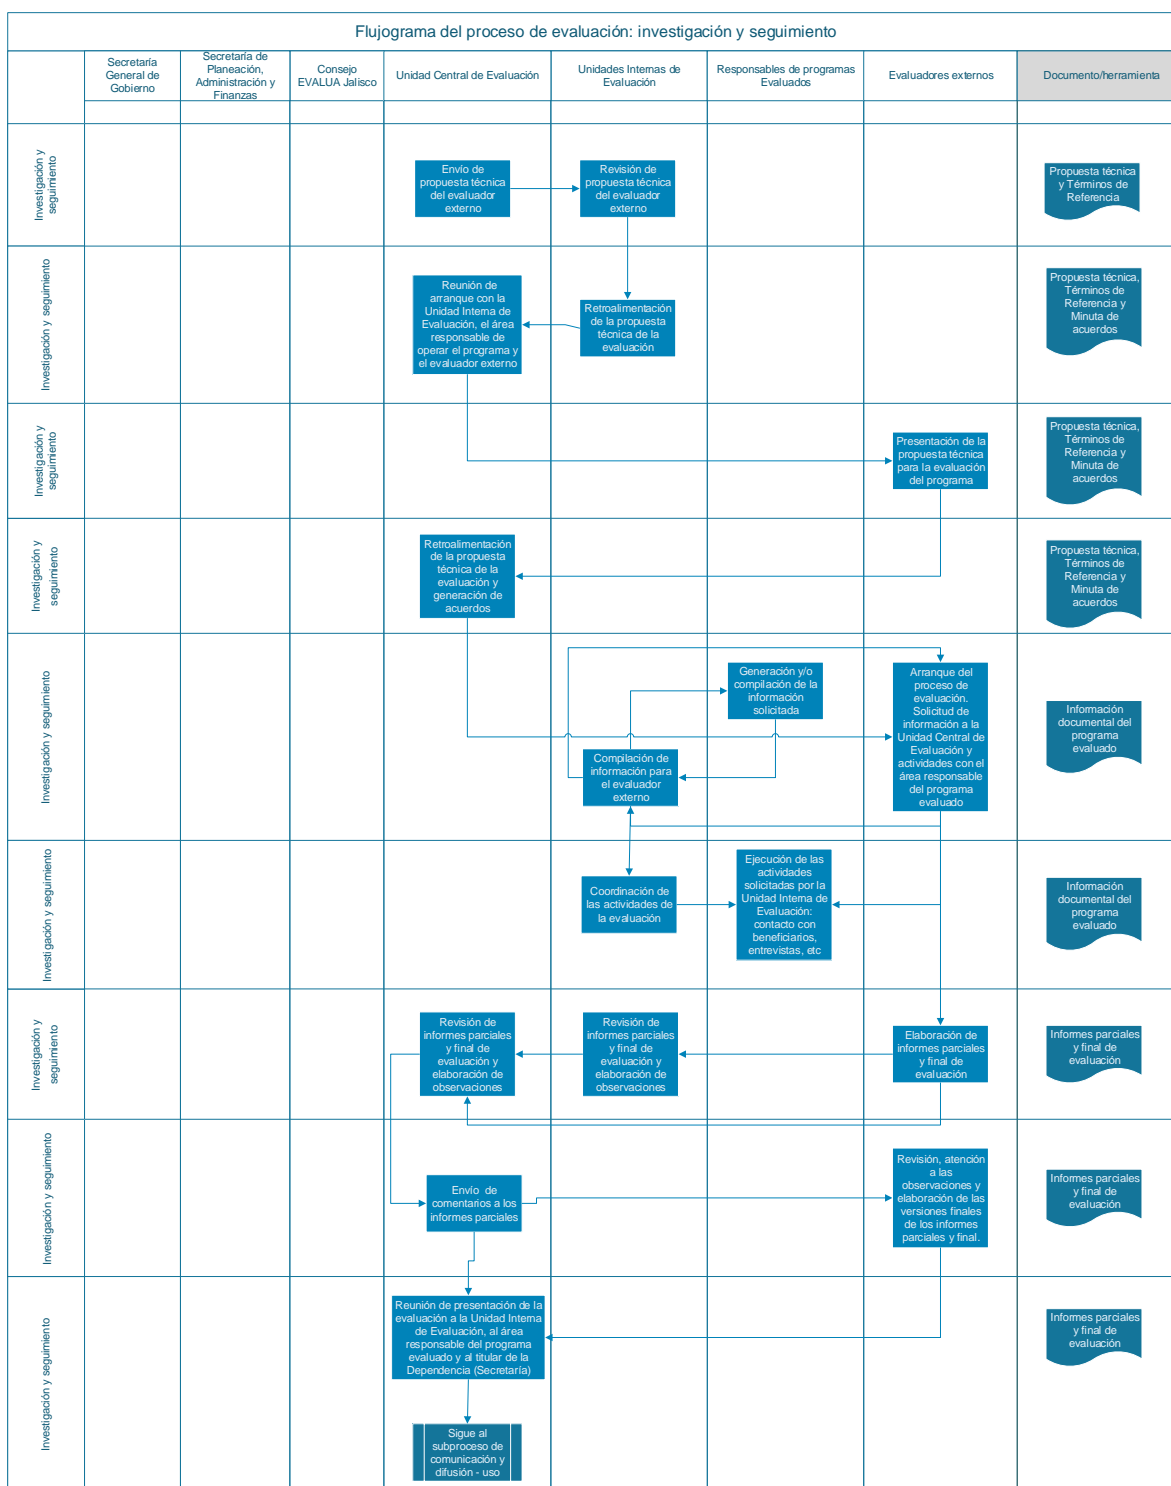 Flujograma del proceso de evaluación: investigación y seguimiento
Secretaría
General de
Gobierno
Secretaría de
Planeación,
Administración y
Finanzas
Consejo
EVALUA Jalisco
Unidad Central de Evaluación
Unidades Internas de
Evaluación
Responsables de programas
Evaluados
Evaluadores externos
Documento/herramienta
Investigación y
seguimiento
Envío de
propuesta técnica
del evaluador
externo
Revisión de
propuesta técnica
del evaluador
externo
Propuesta técnica
y Términos de
Referencia
Investigación y seguimiento
Reunión de
arranque con la
Unidad Interna de
Evaluación, el área
responsable de
operar el programa y
el evaluador externo
Retroalimentación
de la propuesta
técnica de la
evaluación
Propuesta técnica,
Términos de
Referencia y
Minuta de
acuerdos
Investigación y
seguimiento
Presentación de la
propuesta técnica
para la evaluación
del programa
Propuesta técnica,
Términos de
Referencia y
Minuta de
acuerdos
Investigación y
seguimiento
Retroalimentación
de la propuesta
técnica de la
evaluación y
generación de
acuerdos
Propuesta técnica,
Términos de
Referencia y
Minuta de
acuerdos
Investigación y seguimiento
Compilación de
información para
el evaluador
externo
Generación y/o
compilación de la
información
solicitada
Arranque del
proceso de
evaluación.
Solicitud de
información a la
Unidad Central de
Evaluación y
actividades con el
área responsable
del programa
evaluado
Información
documental del
programa
evaluado
Investigación y seguimiento
Coordinación de
las actividades de
la evaluación
Ejecución de las
actividades
solicitadas por la
Unidad Interna de
Evaluación:
contacto con
beneficiarios,
entrevistas, etc
Información
documental del
programa
evaluado
Investigación y
seguimiento
Revisión de
informes parciales
y final de
evaluación y
elaboración de
observaciones
Revisión de
informes parciales
y final de
evaluación y
elaboración de
observaciones
Elaboración de
informes parciales
y final de
evaluación
Informes parciales
y final de
evaluación
Investigación y seguimiento
Envío de
comentarios a los
informes parciales
Revisión, atención
a las
observaciones y
elaboración de las
versiones finales
de los informes
parciales y final.
Informes parciales
y final de
evaluación
Investigación y seguimiento
Reunión de presentación de la
evaluación a la Unidad Interna
de Evaluación, al área
responsable del programa
evaluado y al titular de la
Dependencia (Secretaría)
Informes parciales
y final de
evaluación
Sigue al
subproceso de
comunicación y
difusión - uso